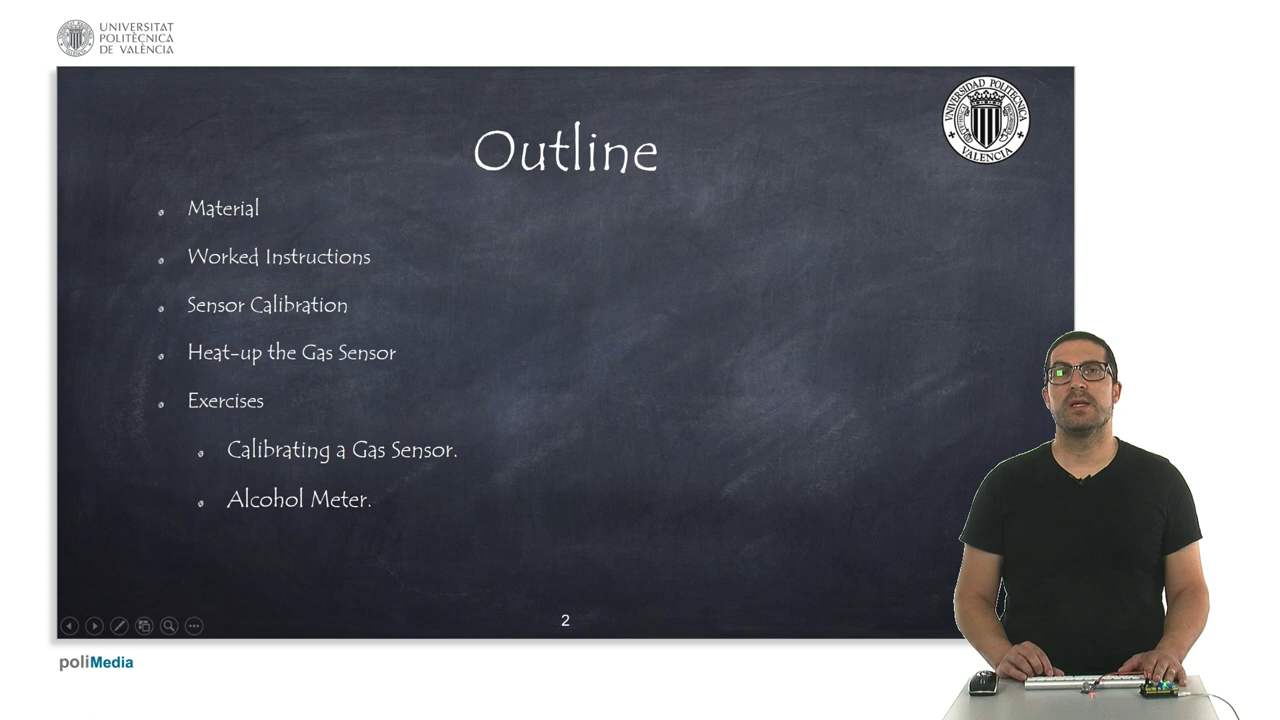 UNIVERSITAT
POLITÈCNICA
DE VALÈNCIA
UNIVERSIDAD POLITECNICA
VALENCIA
Outline
Material
Worked Instructions
Sensor Calibration
Heat-up the Gas Sensor
Exercises
Calibrating a Gas Sensor.
Alcohol Meter.
2
poliMedia